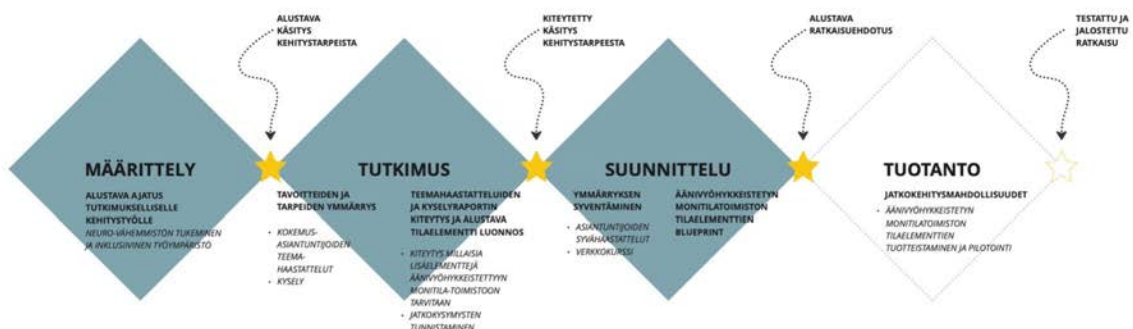 ALUSTAVA
KÄSITYS
KEHITYSTARPEISTA
KITEYTETTY
KÄSITYS
KEHITYSTARPEESTA
ALUSTAVA
RATKAISUEHDOTUS
TESTATTU JA
JALOSTETTU
RATKAISU
MÄÄRITTELY
ALUSTAVA AJATUS
TUTKIMUKSELLISELLE
KEHITYSTYÖLLE
NEURO-VÄHEMMISTÖN TUKEMINEN
JA INKLUSIIVINEN TYÖYMPÄRISTÖ
TUTKIMUS
TAVOITTEIDEN JA
TARPEIDEN YMMÄRRYS
• KOKEMUS-
ASIANTUNTIJOIDEN
TEEMA-
HAASTATTELUT
• KYSELY
TEEMAHAASTATTELUIDEN
JA KYSELYRAPORTIN
KITEYTYS JA ALUSTAVA
TILAELEMENTTI LUONNOS
• KITEYTYS MILLAISIA
LISÄELEMENTTEJÄ
ÄÄNIVYÖHYKKEISTETTYYN
MONITILA-TOIMISTOON
TARVITAAN
• JATKOKYSYMYSTEN
TUNNISTAMINEN
SUUNNITTELU
YMMÄRRYKSEN
SYVENTÄMINEN
• ASIANTUNTIJOIDEN
SYVÄHAASTATTELUT
• VERKKOKURSSI
ÄÄNIVYÖHYKKEISTETYN
MONITILATOIMISTON
TILAELEMENTTIEN
BLUEPRINT
TUOTANTO
JATKOKEHITYSMAHDOLLISUUDET
• ÄÄNIVYÖHYKKEISTETYN
MONITILATOIMISTON
TILAELEMENTTIEN
TUOTTEISTAMINEN JA PILOTOINTI